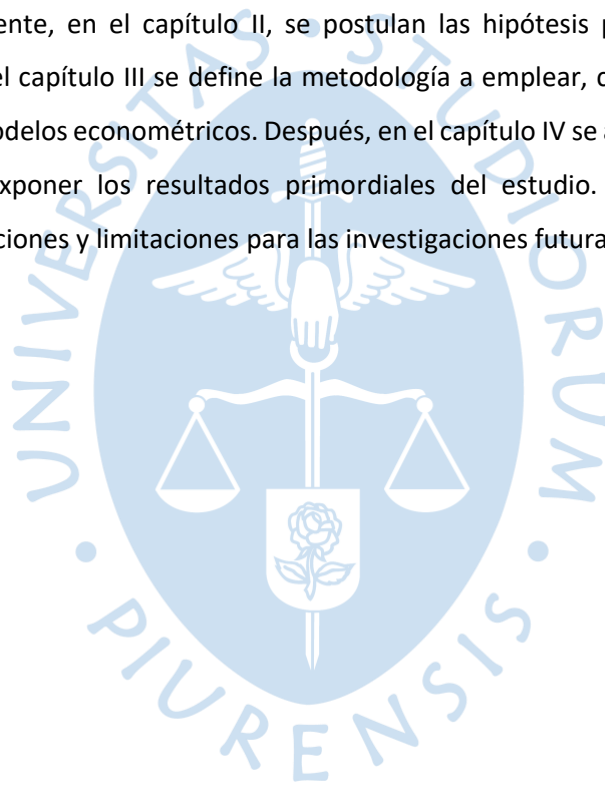 ente, en el capítulo II, se postulan las hipótesis p
el capítulo III se define la metodología a emplear,
odelos econométricos. Después, en el capítulo IV se a
xponer los resultados primordiales del estudio.
ciones y limitaciones para las investigaciones futura
UNIVERSITAS • STUDIORUM • PIURENSIS